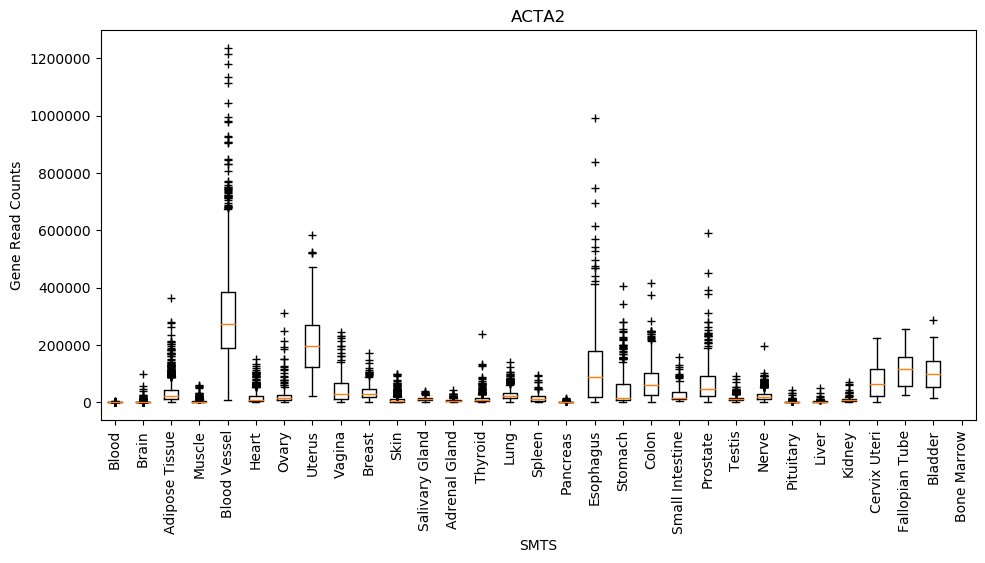 ACTA2
Gene Read Counts
1200000
1000000
800000
600000
400000
200000
0
Blood
Brain
Adipose Tissue
Muscle
Blood Vessel
Heart
Ovary
Uterus
Vagina
Breast
Skin
Salivary Gland
Adrenal Gland
Thyroid
Lung
Spleen
Pancreas
Esophagus
Stomach
Colon
Small Intestine
Prostate
Testis
Nerve
Pituitary
Liver
Kidney
Cervix Uteri
Fallopian Tube
Bladder
Bone Marrow
SMTS